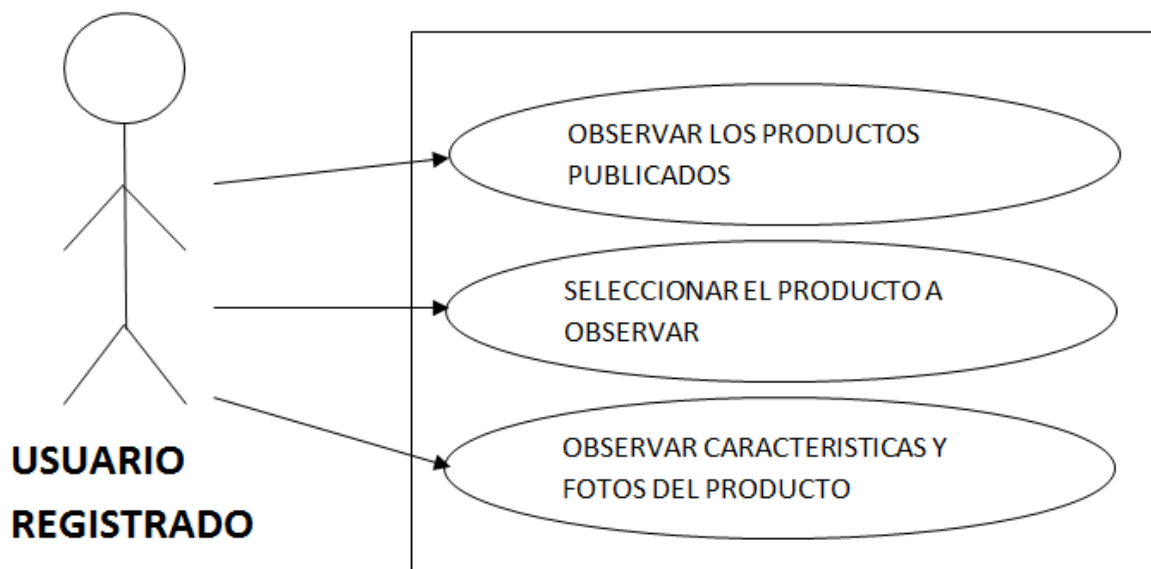 OBSERVAR LOS PRODUCTOS
PUBLICADOS
SELECCIONAR EL PRODUCTO A
OBSERVAR
OBSERVAR CARACTERISTICAS Y
FOTOS DEL PRODUCTO
USUARIO
REGISTRADO